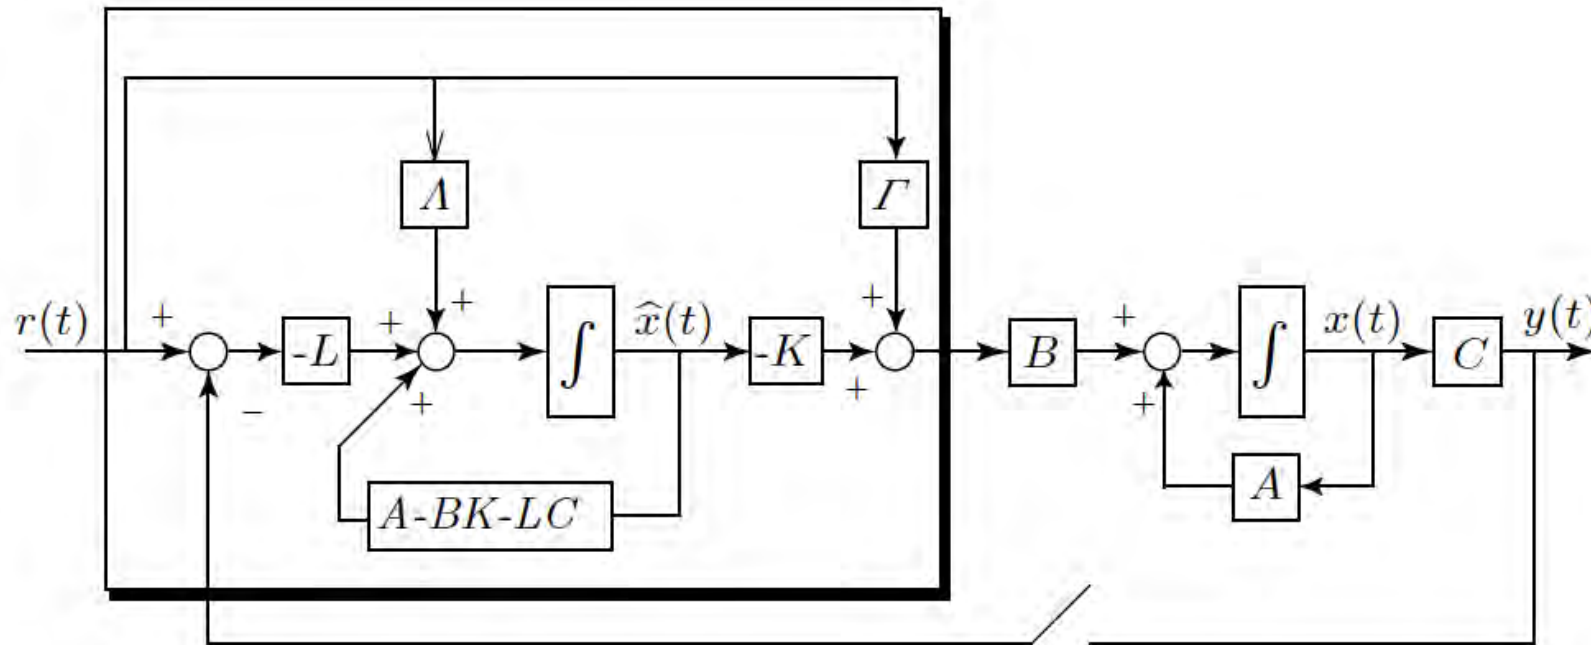 Λ
Γ
r(t)
+
-L
+
+
∫
x̂(t)
-K
+
B
+
∫
x(t)
C
y(t)
−
+
+
+
A-BK-LC
A